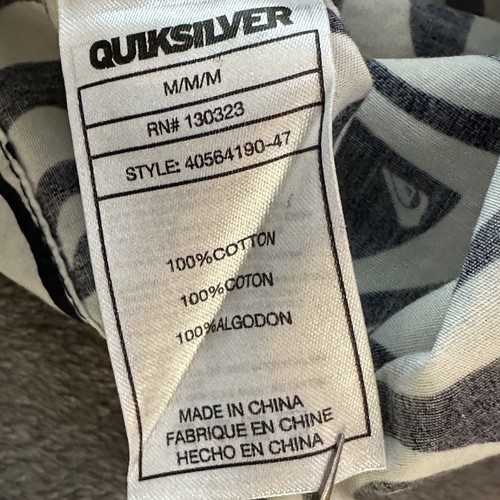 QUIKSILVER
M/M/M
RN# 130323
STYLE: 40564190-47
100%COTTON
100%COTON
100%ALGODON
MADE IN CHINA
FABRIQUE EN CHINE
HECHO EN CHINA